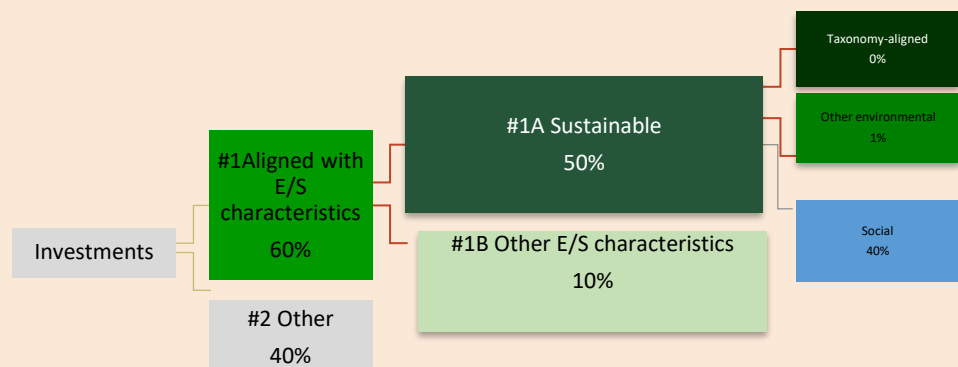 Investments
#1Aligned with
E/S
characteristics
60%
#2 Other
40%
#1A Sustainable
50%
#1B Other E/S characteristics
10%
Taxonomy-aligned
0%
Other environmental
1%
Social
40%